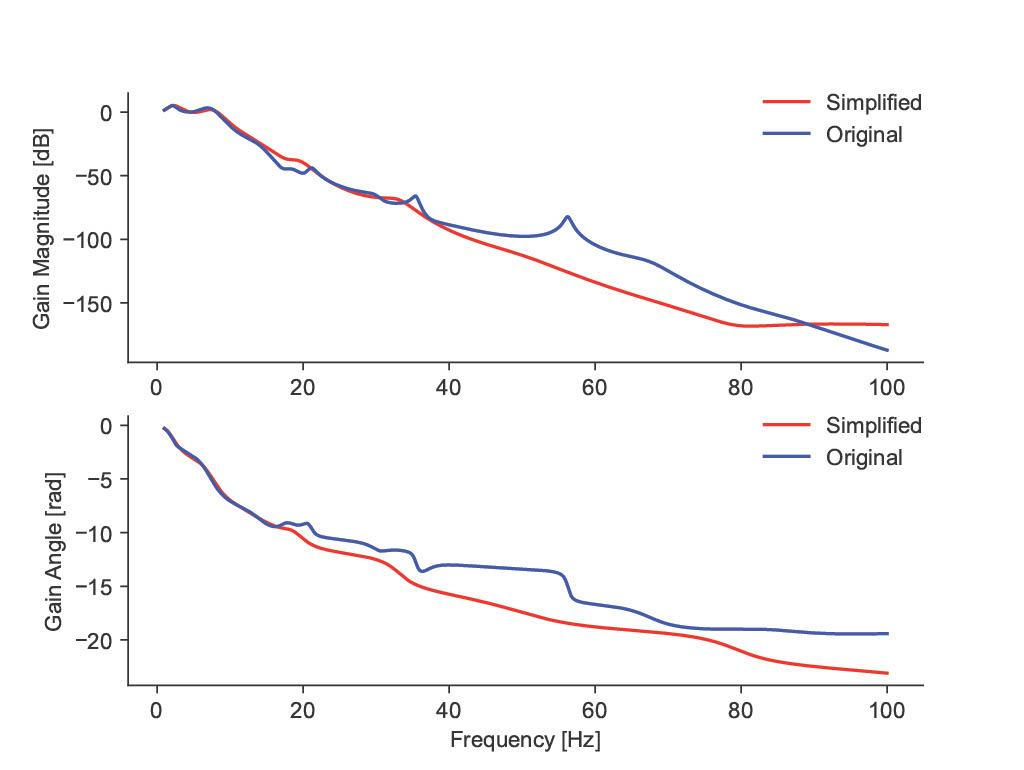 Simplified
Original
Gain Magnitude [dB]
0
−50
−100
−150
0 20 40 60 80 100
Simplified
Original
Gain Angle [rad]
0
−5
−10
−15
−20
0 20 40 60 80 100
Frequency [Hz]